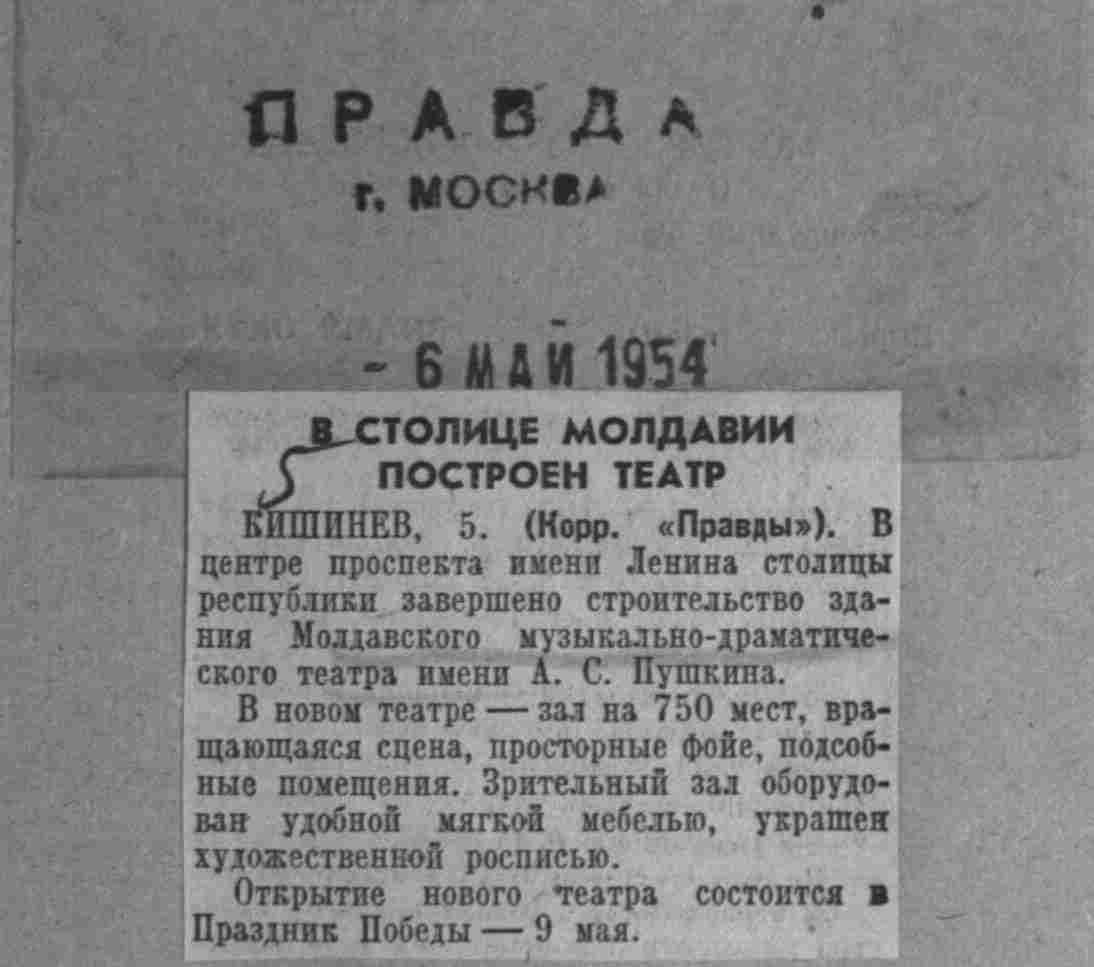 ПРАВДА
г. МОСКВА
- 6 МАЙ 1954
В СТОЛИЦЕ МОЛДАВИИ
ПОСТРОЕН ТЕАТР
КИШИНЕВ, 5. (Корр. «Правды»). В
центре проспекта имени Ленина столицы
республики завершено строительство зда-
ния Молдавского музыкально-драматиче-
ского театра имени А. С. Пушкина.
В новом театре — зал на 750 мест, вра-
щающаяся сцена, просторные фойе, подсоб-
ные помещения. Зрительный зал оборудо-
ван удобной мягкой мебелью, украшен
художественной росписью.
Открытие нового театра состоится в
Праздник Победы — 9 мая.